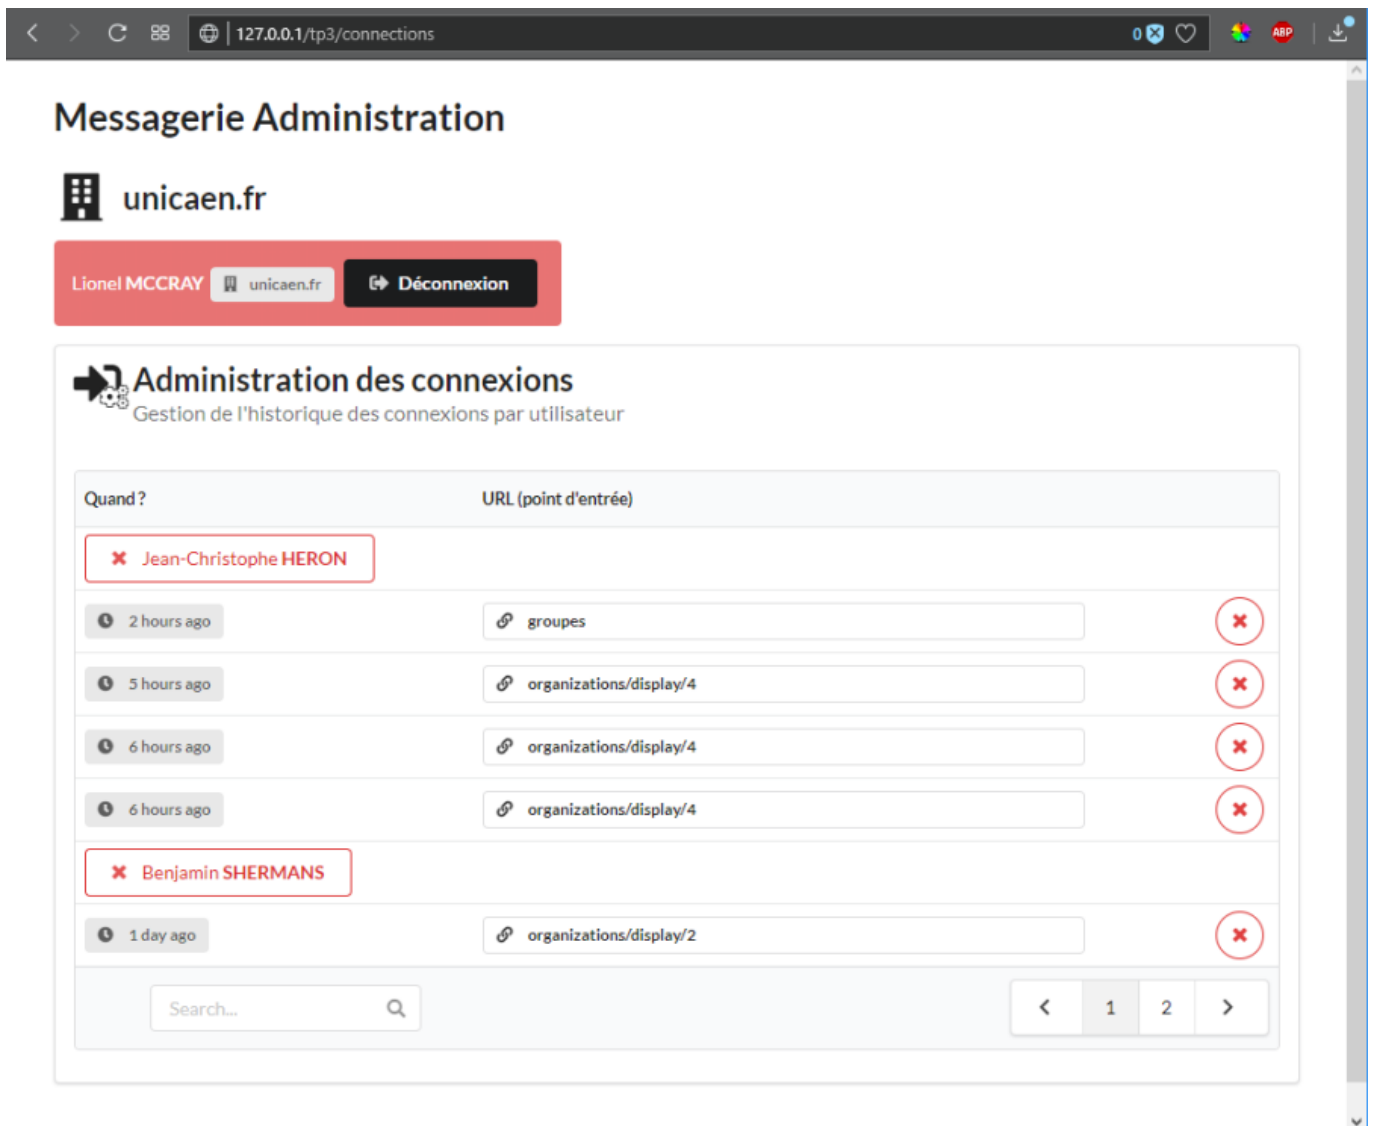 127.0.0.1/tp3/connections 0 ABP
Messagerie Administration
unicaen.fr
Lionel MCCRAY unicaen.fr Déconnexion
Administration des connexions
Gestion de l'historique des connexions par utilisateur
Quand ? URL (point d'entrée)
Jean-Christophe HERON
2 hours ago groupes
5 hours ago organizations/display/4
6 hours ago organizations/display/4
6 hours ago organizations/display/4
Benjamin SHERMANS
1 day ago organizations/display/2
Search... 1 2